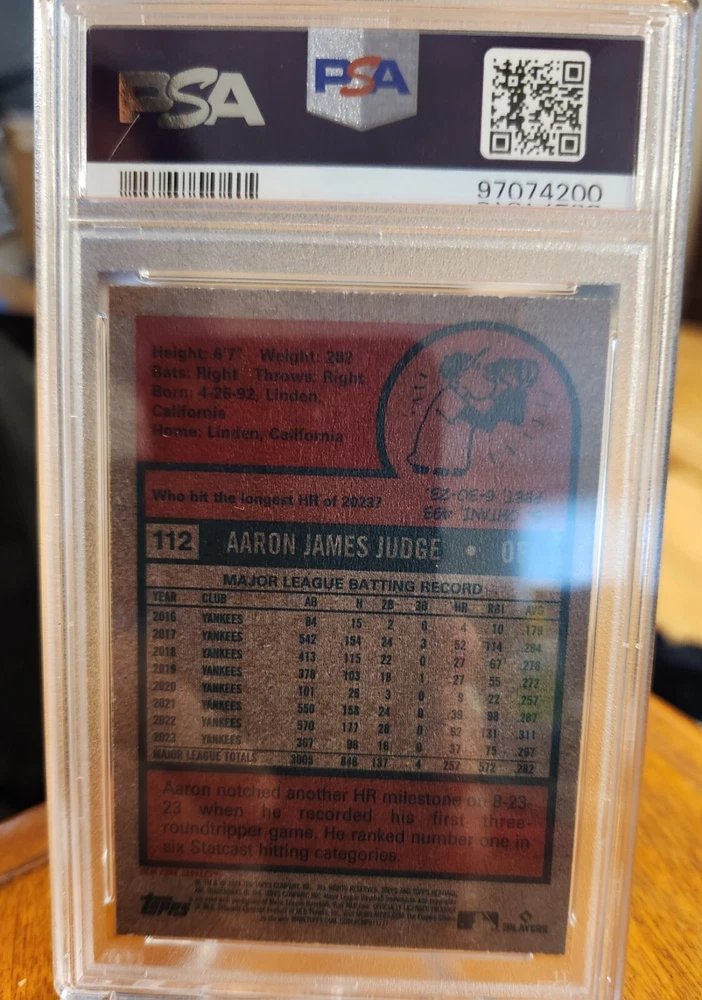 PSA PSA
97074200
Height: 6'7" Weight: 282
Bats: Right Throws: Right
Born: 4-26-92, Linden,
California
Home: Linden, California
Who hit the longest HR of 2023?
FEET, 6-30-23.
493
112 AARON JAMES JUDGE • OF
MAJOR LEAGUE BATTING RECORD
YEAR CLUB AB H 2B 3B HR RBI AVG
2016 YANKEES 84 15 2 0 4 10 .179
2017 YANKEES 542 154 24 3 52 114 .284
2018 YANKEES 413 115 22 0 27 67 .278
2019 YANKEES 378 103 18 1 27 55 .272
2020 YANKEES 101 26 3 0 9 22 .257
2021 YANKEES 550 158 24 0 39 98 .287
2022 YANKEES 570 177 28 0 62 131 .311
2023 YANKEES 367 98 16 0 37 75 .267
MAJOR LEAGUE TOTALS 3005 846 137 4 257 572 .282
Aaron notched another HR milestone on 8-23-
23 when he recorded his first three-
roundtripper game. He ranked number one in
six Statcast hitting categories.
Topps